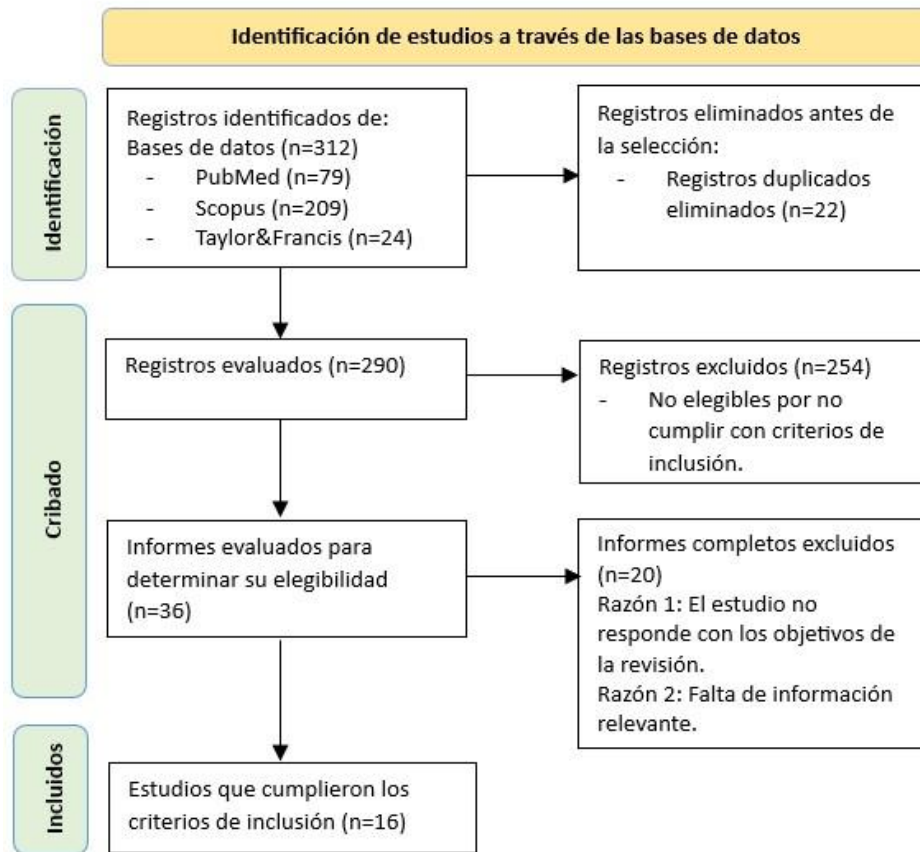 Identificación de estudios a través de las bases de datos
Identificación
Registros identificados de:
Bases de datos (n=312)
- PubMed (n=79)
- Scopus (n=209)
- Taylor&Francis (n=24)
Registros eliminados antes de
la selección:
- Registros duplicados
eliminados (n=22)
Cribado
Registros evaluados (n=290)
Registros excluidos (n=254)
- No elegibles por no
cumplir con criterios de
inclusión.
Informes evaluados para
determinar su elegibilidad
(n=36)
Informes completos excluidos
(n=20)
Razón 1: El estudio no
responde con los objetivos de
la revisión.
Razón 2: Falta de información
relevante.
Incluidos
Estudios que cumplieron los
criterios de inclusión (n=16)